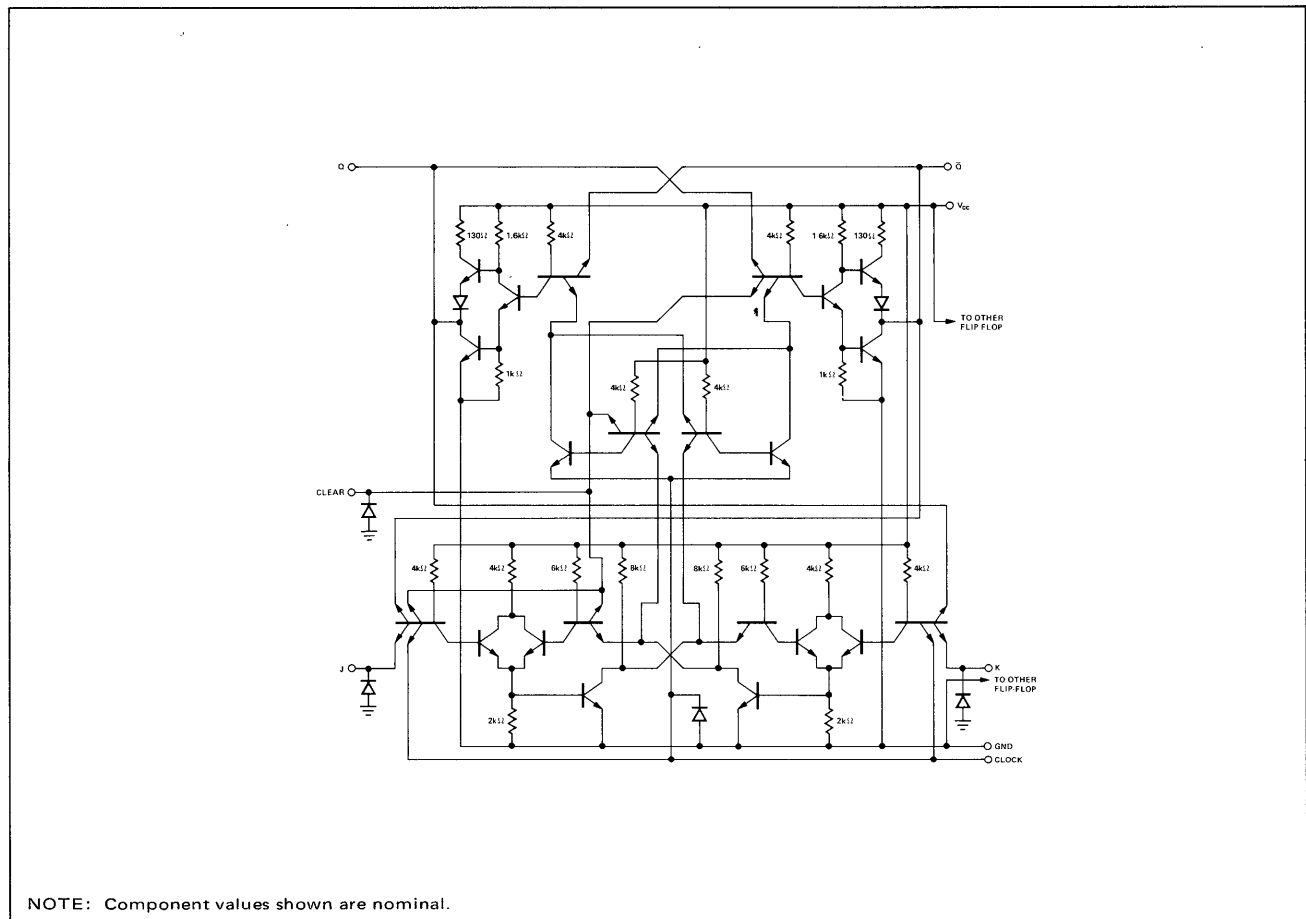 Q
Q̄
Vcc
130Ω
1.6kΩ
4kΩ
4kΩ
1 6kΩ
130Ω
TO OTHER
FLIP FLOP
1kΩ
4kΩ
4kΩ
1kΩ
CLEAR
4kΩ
4kΩ
6kΩ
8kΩ
8kΩ
6kΩ
4kΩ
4kΩ
J
K
TO OTHER
FLIP-FLOP
2kΩ
2kΩ
GND
CLOCK
NOTE: Component values shown are nominal.